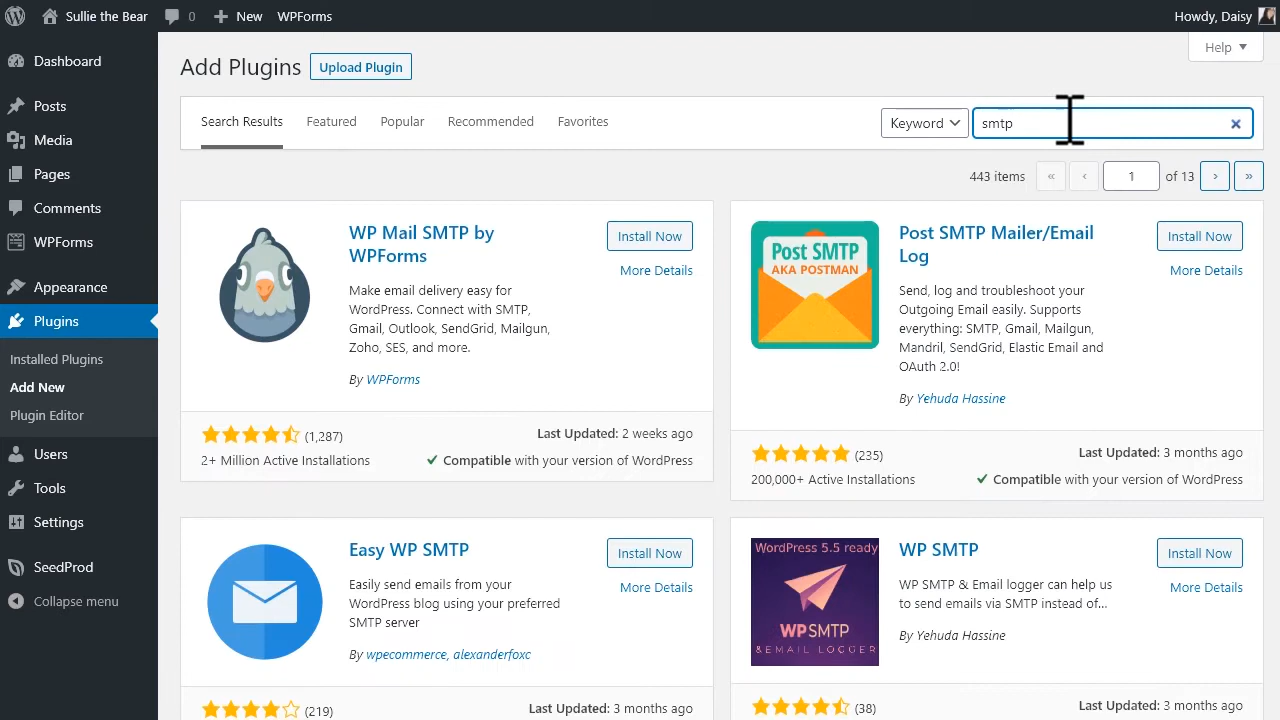 Sullie the Bear 0 New WPForms Howdy, Daisy
Dashboard
Posts
Media
Pages
Comments
WPForms
Appearance
Plugins
Installed Plugins
Add New
Plugin Editor
Users
Tools
Settings
SeedProd
Collapse menu
Help
Add Plugins Upload Plugin
Search Results Featured Popular Recommended Favorites Keyword smtp
443 items « ‹ 1 of 13 › »
WP Mail SMTP by
WPForms
Install Now
More Details
Make email delivery easy for
WordPress. Connect with SMTP,
Gmail, Outlook, SendGrid, Mailgun,
Zoho, SES, and more.
By WPForms
(1,287)
Last Updated: 2 weeks ago
2+ Million Active Installations
Compatible with your version of WordPress
Post SMTP
AKA POSTMAN
Post SMTP Mailer/Email
Log
Install Now
More Details
Send, log and troubleshoot your
Outgoing Email easily. Supports
everything: SMTP, Gmail, Mailgun,
Mandril, SendGrid, Elastic Email and
OAuth 2.0!
By Yehuda Hassine
(235)
Last Updated: 3 months ago
200,000+ Active Installations
Compatible with your version of WordPress
Easy WP SMTP
Install Now
More Details
Easily send emails from your
WordPress blog using your preferred
SMTP server
By wpecommerce, alexanderfoxc
(219)
Last Updated: 3 months ago
WordPress 5.5 ready
WPSMTP
& EMAIL LOGGER
WP SMTP
Install Now
More Details
WP SMTP & Email logger can help us
to send emails via SMTP instead of...
By Yehuda Hassine
(38)
Last Updated: 3 months ago